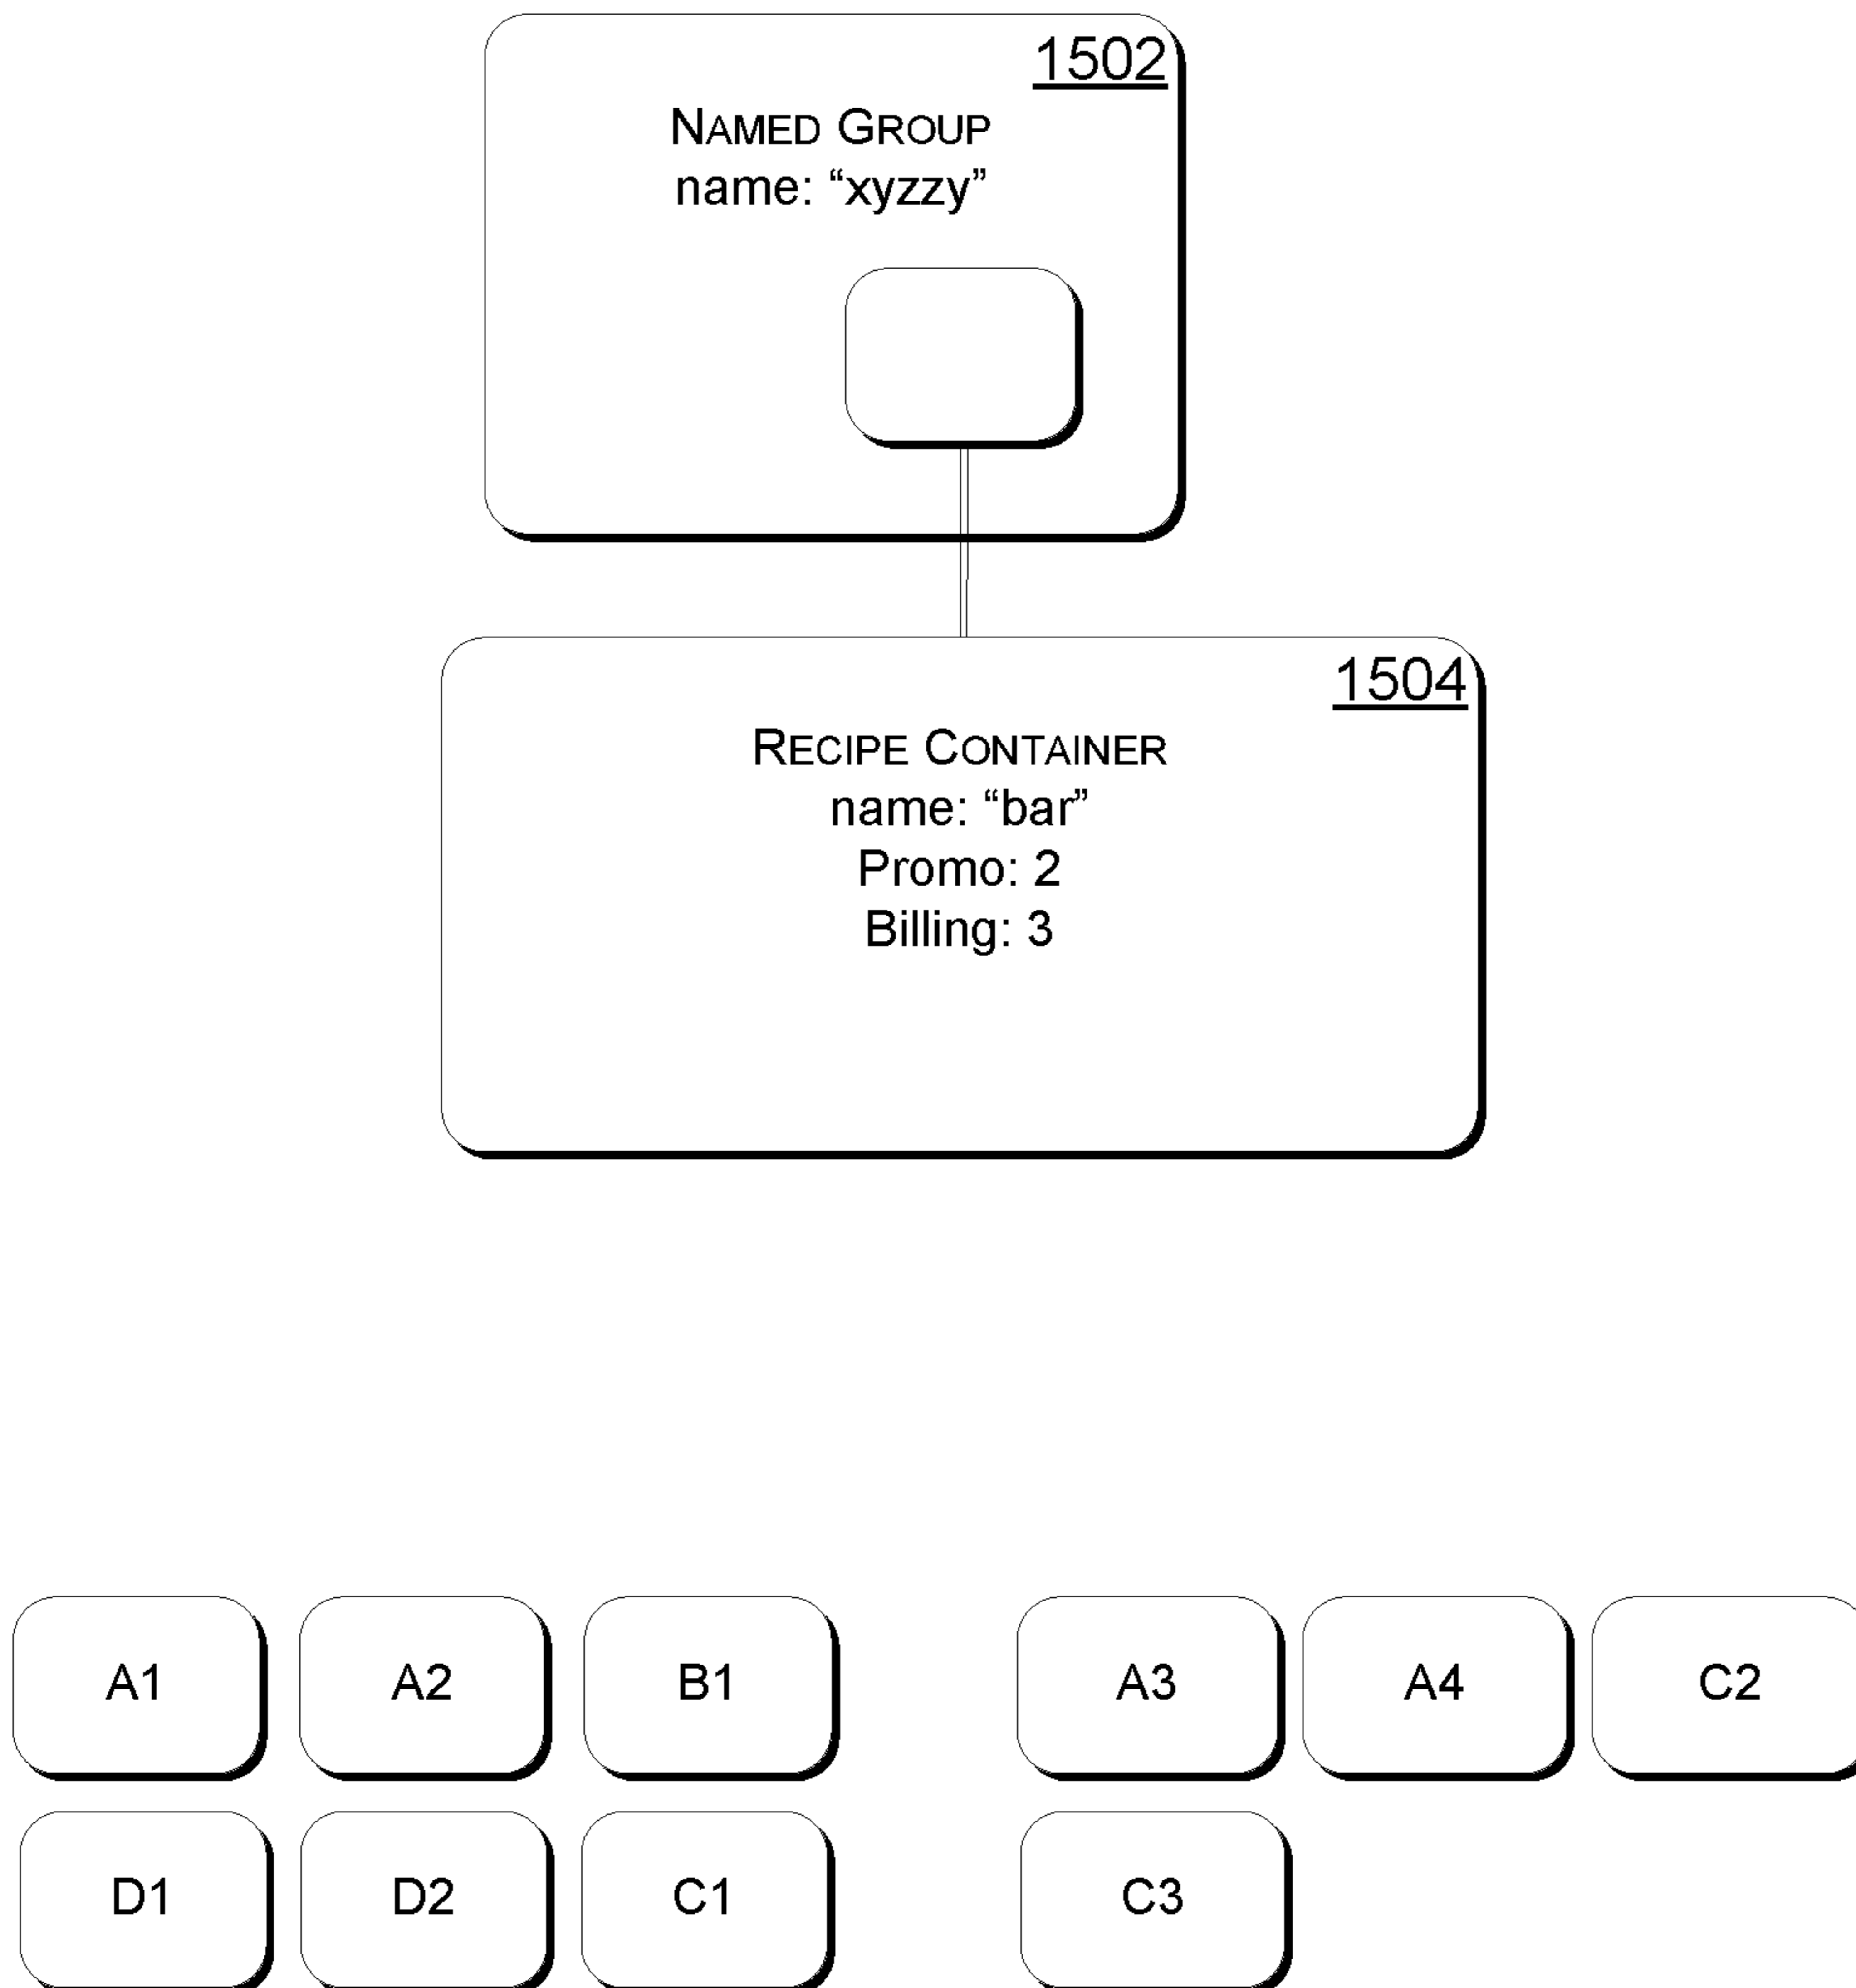 1502
NAMED GROUP
name: “xyzzy”
1504
RECIPE CONTAINER
name: “bar”
Promo: 2
Billing: 3
A1 A2 B1 A3 A4 C2
D1 D2 C1 C3